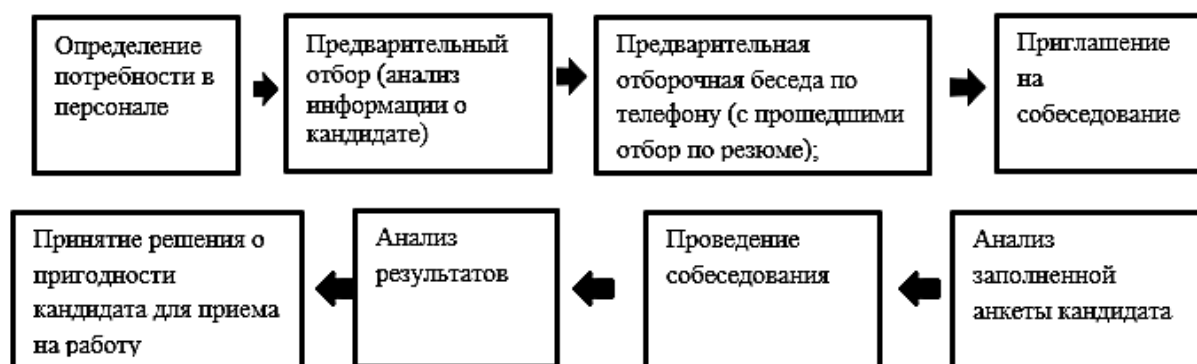 Определение
потребности в
персонале
Предварительный
отбор (анализ
информации о
кандидате)
Предварительная
отборочная беседа по
телефону (с прошедшими
отбор по резюме);
Приглашение
на
собеседование
Принятие решения о
пригодности
кандидата для приема
на работу
Анализ
результатов
Проведение
собеседования
Анализ
заполненной
анкеты кандидата